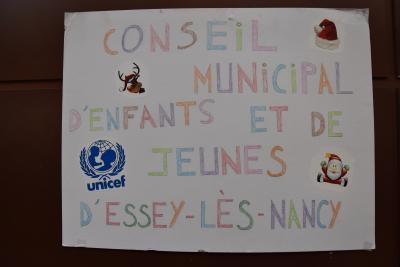 CONSEIL
MUNICIPAL
D'ENFANTS ET DE
JEUNES
unicef
D'ESSEY-LÈS-NANCY